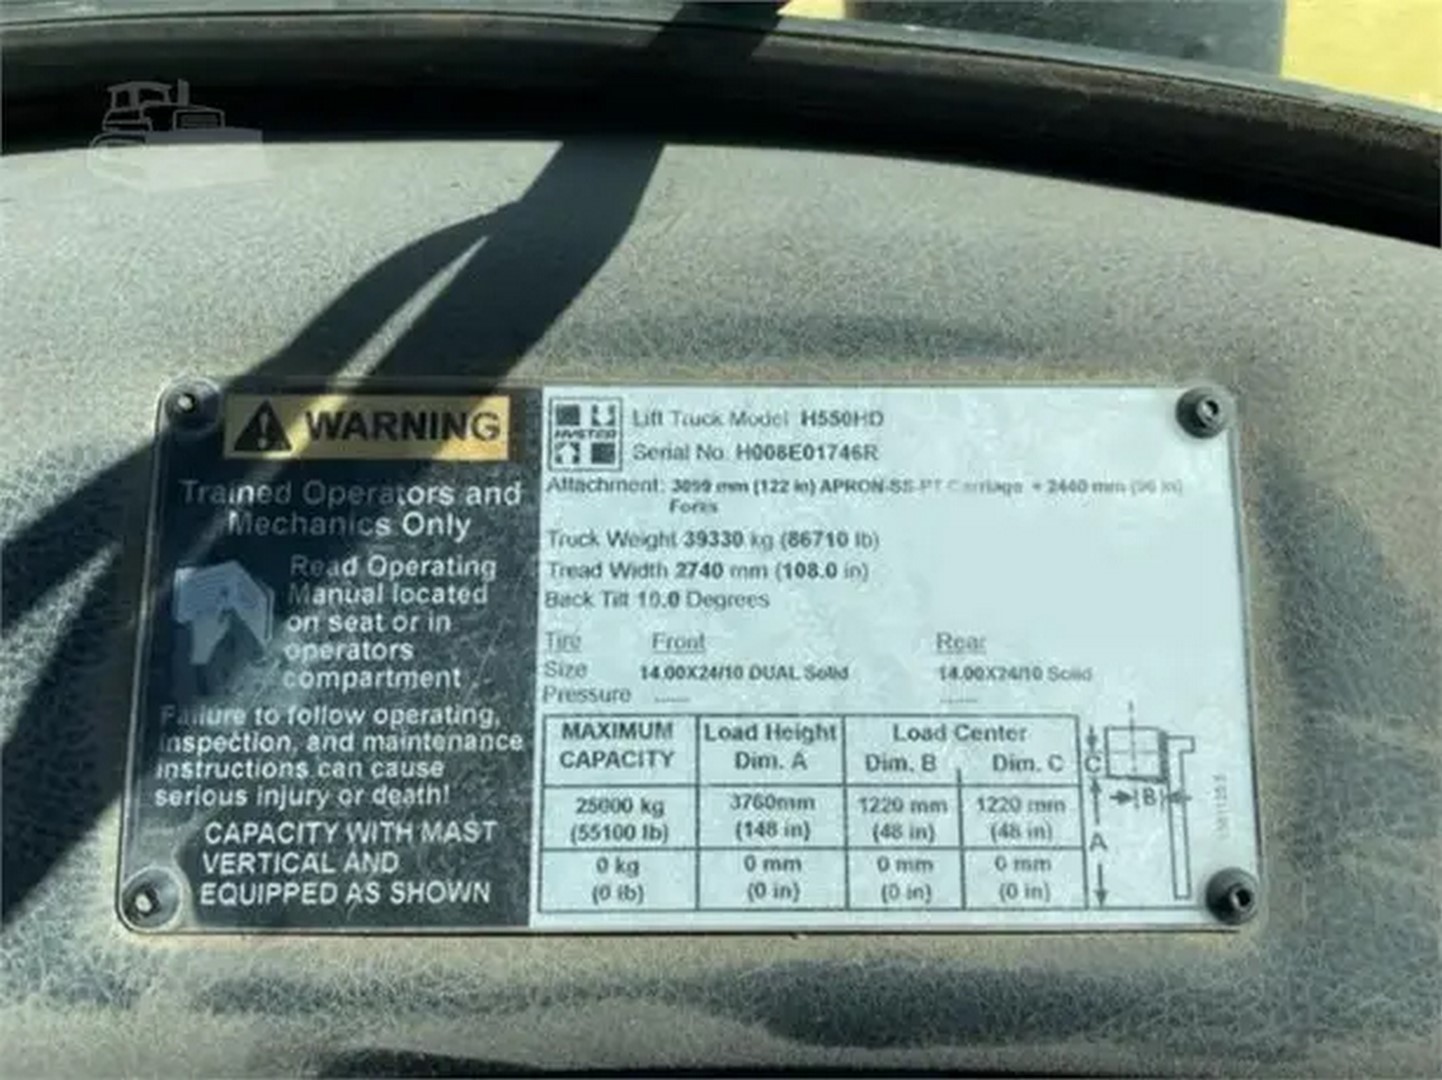 WARNING
Trained Operators and
Mechanics Only
Read Operating
Manual located
on seat or in
operators
compartment
Failure to follow operating,
inspection, and maintenance
instructions can cause
serious injury or death!
CAPACITY WITH MAST
VERTICAL AND
EQUIPPED AS SHOWN
HYSTER
Lift Truck Model H550HD
Serial No. H008E01746R
Attachment: 3099 mm (122 in) APRON-SS-PT Carriage + 2440 mm (96 in)
Forks
Truck Weight 39330 kg (86710 lb)
Tread Width 2740 mm (108.0 in)
Back Tilt 10.0 Degrees
Tire Front Rear
Size 14.00X24/10 DUAL Solid 14.00X24/10 Solid
Pressure ...... ......
MAXIMUM CAPACITY Load Height Dim. A Load Center Dim. B Dim. C
25000 kg 3760mm 1220 mm 1220 mm
(55100 lb) (148 in) (48 in) (48 in)
0 kg 0 mm 0 mm 0 mm
(0 lb) (0 in) (0 in) (0 in)
C
B
A